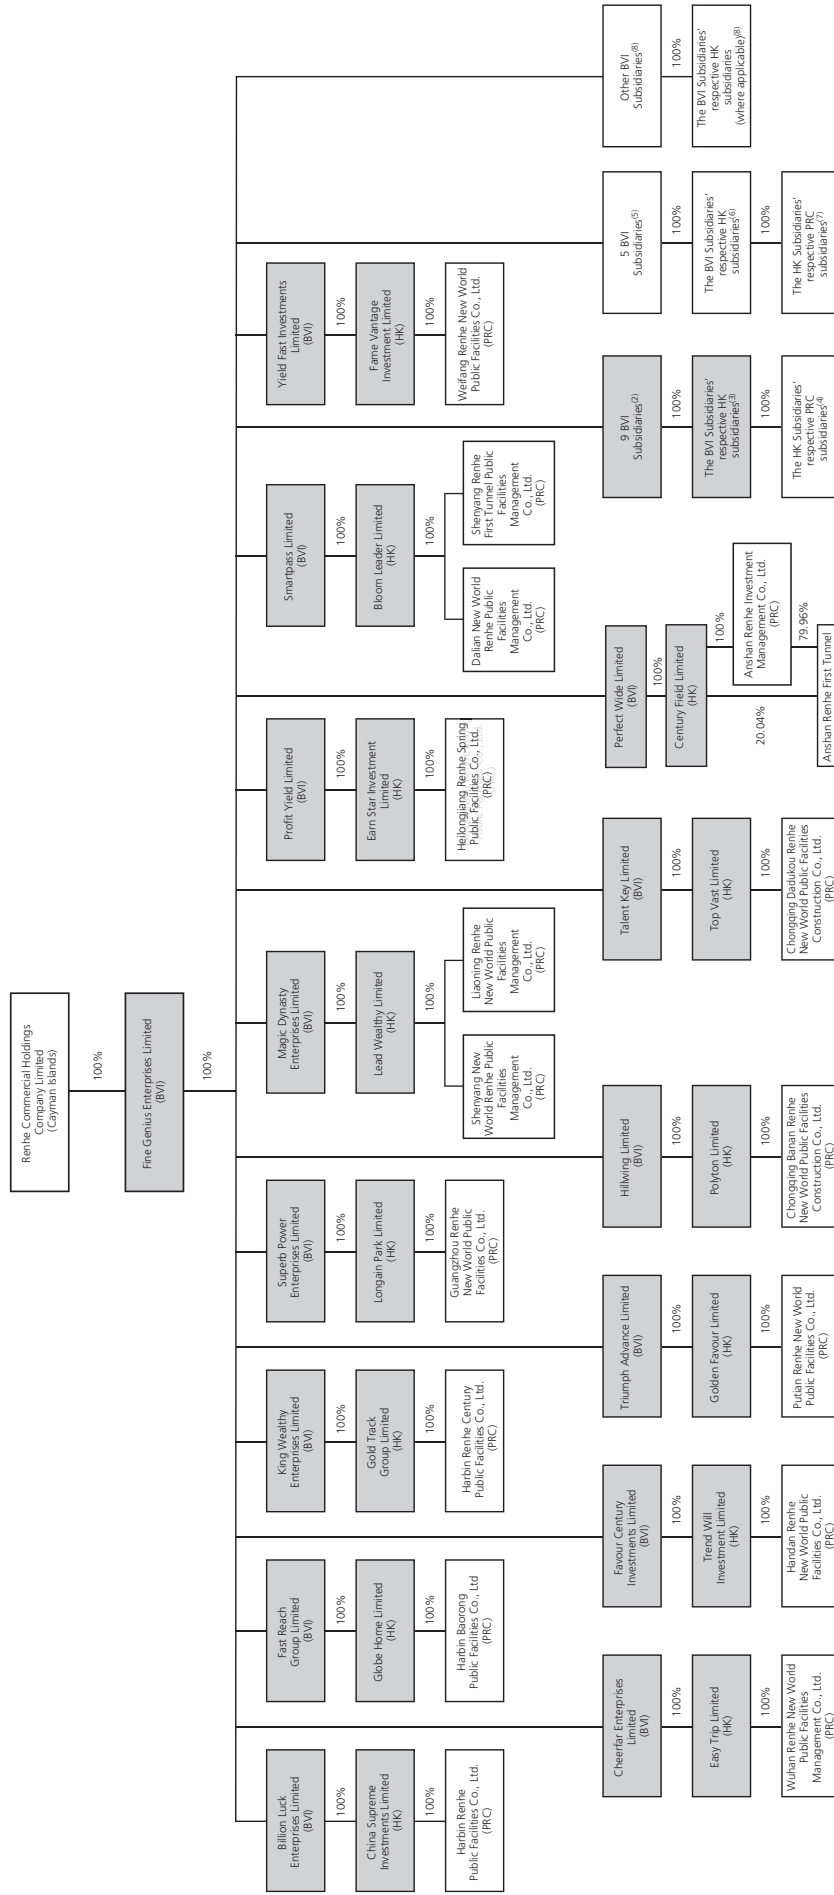 Renhe Commercial Holdings
Company Limited
(Cayman Islands)
100%
Fine Genius Enterprises Limited
(BVI)
100%
Billion Luck
Enterprises Limited
(BVI)
100%
China Supreme
Investments Limited
(HK)
100%
Harbin Renhe
Public Facilities Co., Ltd.
(PRC)
Fast Reach
Group Limited
(BVI)
100%
Globe Home Limited
(HK)
100%
Harbin Baorong
Public Facilities Co., Ltd
(PRC)
King Wealthy
Enterprises Limited
(BVI)
100%
Gold Track
Group Limited
(HK)
100%
Harbin Renhe Century
Public Facilities Co., Ltd.
(PRC)
Superb Power
Enterprises Limited
(BVI)
100%
Longain Park Limited
(HK)
100%
Guangzhou Renhe
New World Public
Facilities Co., Ltd.
(PRC)
Magic Dynasty
Enterprises Limited
(BVI)
100%
Lead Wealthy Limited
(HK)
100%
Shenyang New
World Renhe Public
Facilities
Management
Co., Ltd.
(PRC)
Liaoning Renhe
New World Public
Facilities
Management
Co., Ltd.
(PRC)
Profit Yield Limited
(BVI)
100%
Earn Star Investment
Limited
(HK)
100%
Heilongjiang Renhe Spring
Public Facilities Co., Ltd.
(PRC)
Smartpass Limited
(BVI)
100%
Bloom Leader Limited
(HK)
100%
Dalian New World
Renhe Public
Facilities
Management
Co., Ltd.
(PRC)
Shenyang Renhe
First Tunnel Public
Facilities
Management
Co., Ltd.
(PRC)
Yield Fast Investments
Limited
(BVI)
100%
Fame Vantage
Investment Limited
(HK)
100%
Weifang Renhe New World
Public Facilities Co., Ltd.
(PRC)
Cheerfar Enterprises
Limited
(BVI)
100%
Easy Trip Limited
(HK)
100%
Wuhan Renhe New World
Public Facilities
Management Co., Ltd.
(PRC)
Favour Century
Investments Limited
(BVI)
100%
Trend Will
Investment Limited
(HK)
100%
Handan Renhe
New World Public
Facilities Co., Ltd.
(PRC)
Triumph Advance Limited
(BVI)
100%
Golden Favour Limited
(HK)
100%
Putian Renhe New World
Public Facilities Co., Ltd.
(PRC)
Hillwing Limited
(BVI)
100%
Polyton Limited
(HK)
100%
Chongqing Banan Renhe
New World Public Facilities
Construction Co., Ltd.
(PRC)
Talent Key Limited
(BVI)
100%
Top Vast Limited
(HK)
100%
Chongqing Dadukou Renhe
New World Public Facilities
Construction Co., Ltd.
(PRC)
Perfect Wide Limited
(BVI)
100%
Century Field Limited
(HK)
100%
Anshan Renhe Investment
Management Co., Ltd.
(PRC)
20.04%
79.96%
Anshan Renhe First Tunnel
9 BVI
Subsidiaries(2)
100%
The BVI Subsidiaries'
respective HK
subsidiaries(3)
100%
The HK Subsidiaries'
respective PRC
subsidiaries(4)
5 BVI
Subsidiaries(5)
100%
The BVI Subsidiaries'
respective HK
subsidiaries(6)
100%
The HK Subsidiaries'
respective PRC
subsidiaries(7)
Other BVI
Subsidiaries(8)
100%
The BVI Subsidiaries'
respective HK
subsidiaries
(where applicable)(8)